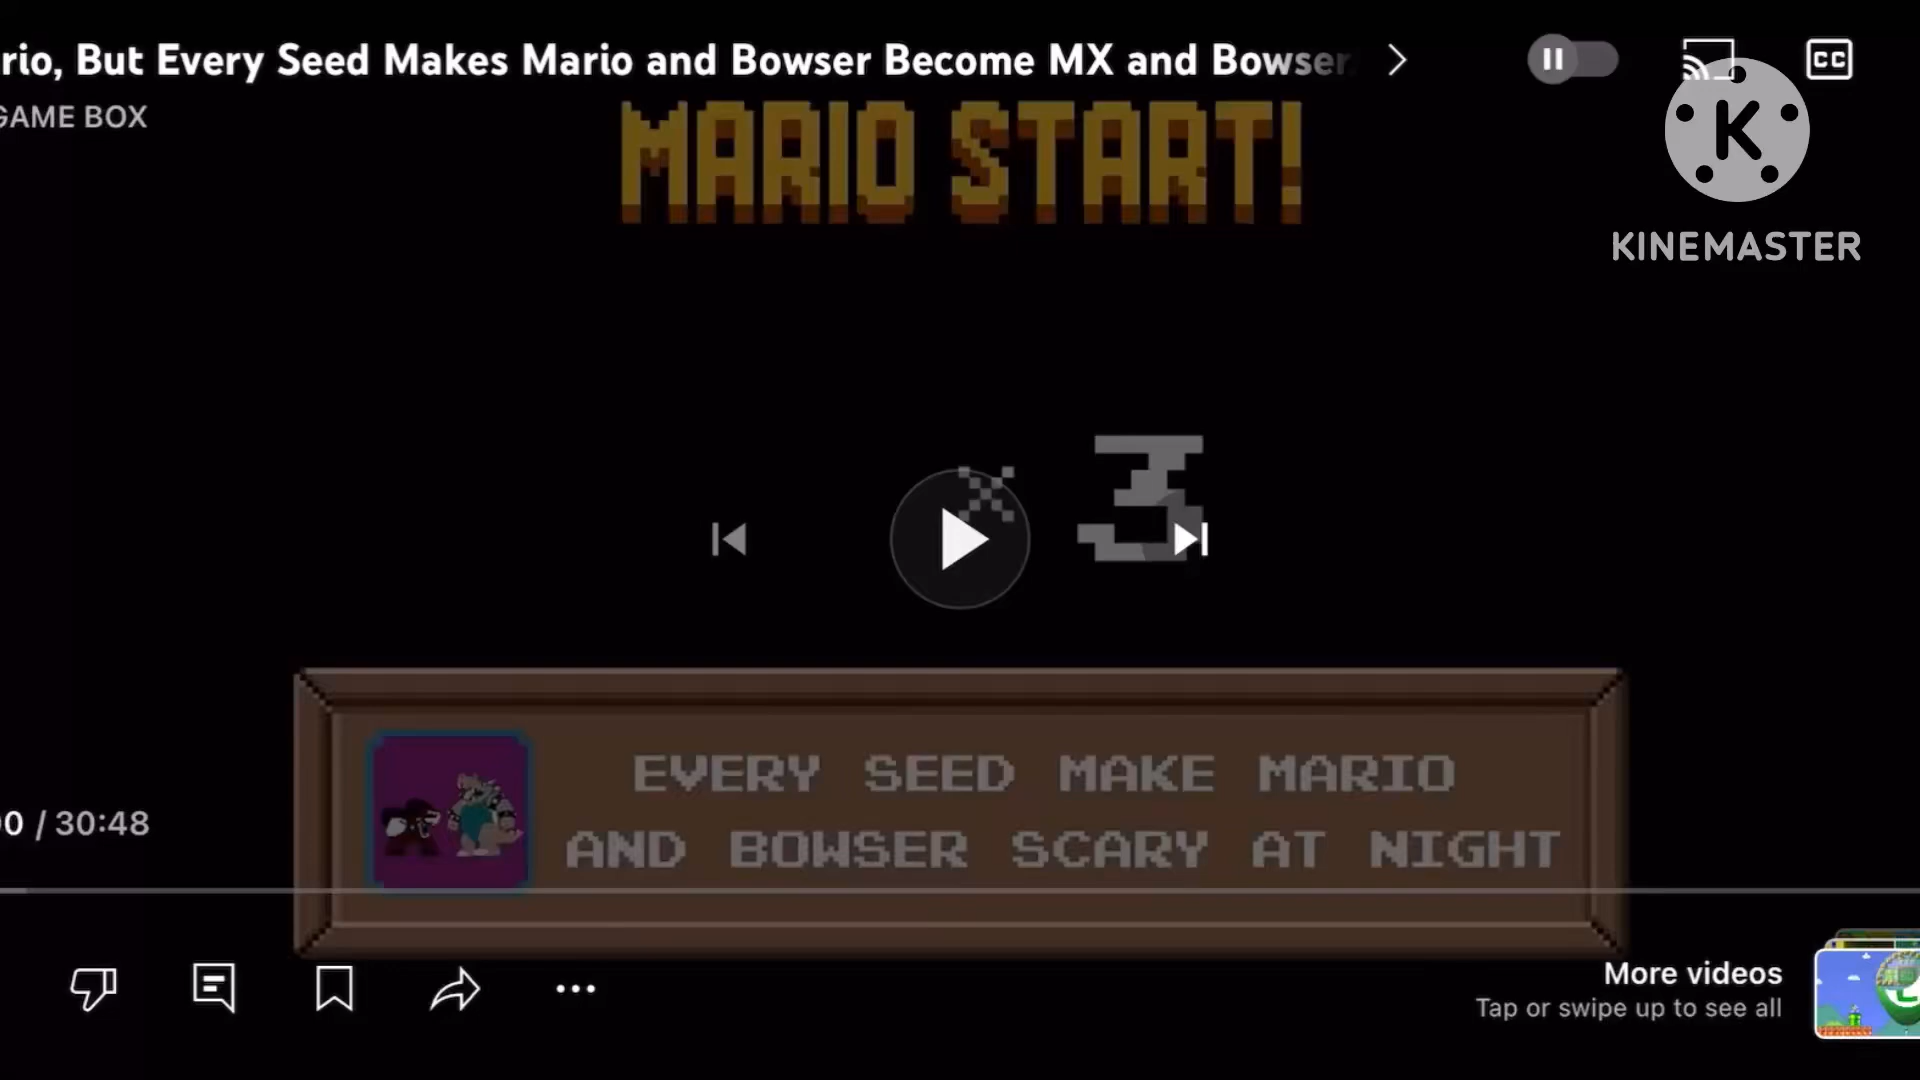 rio, But Every Seed Makes Mario and Bowser Become MX and Bowser
GAME BOX
CC
K
KINEMASTER
MARIO START!
x 3
EVERY SEED MAKE MARIO
AND BOWSER SCARY AT NIGHT
0 / 30:48
More videos
Tap or swipe up to see all